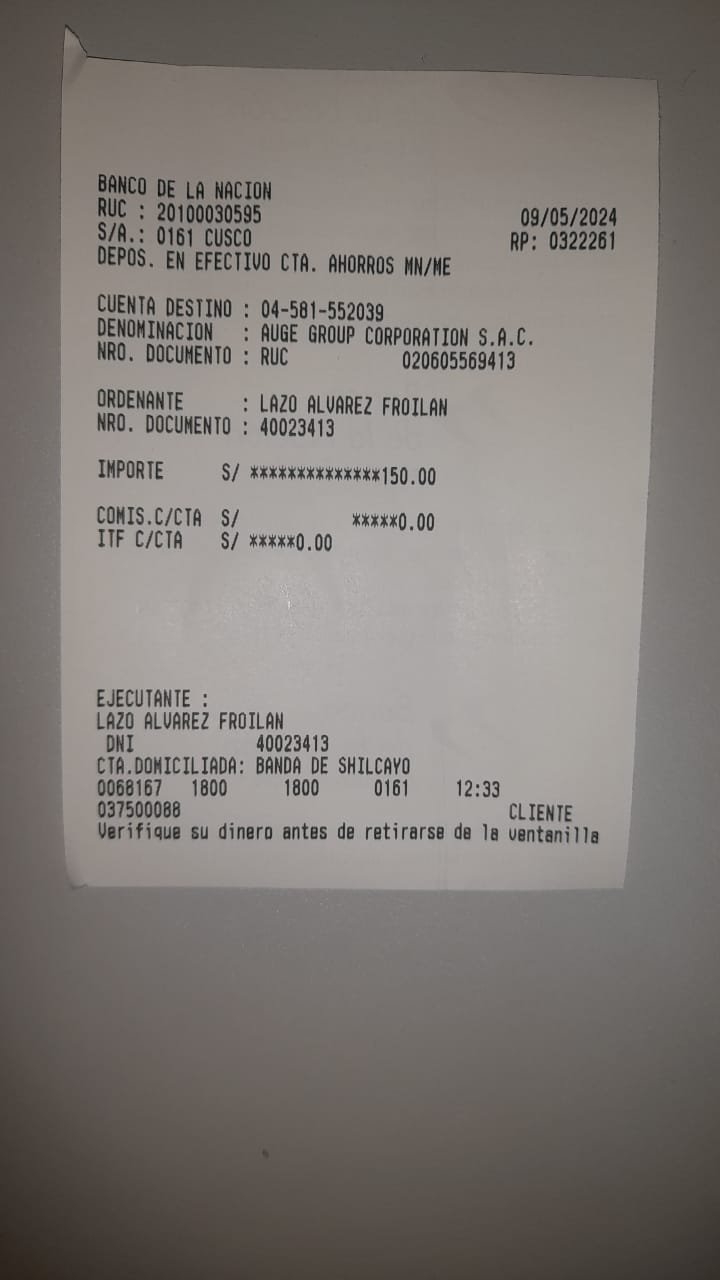 BANCO DE LA NACION
RUC : 20100030595 09/05/2024
S/A.: 0161 CUSCO RP: 0322261
DEPOS. EN EFECTIVO CTA. AHORROS MN/ME
CUENTA DESTINO : 04-581-552039
DENOMINACION : AUGE GROUP CORPORATION S.A.C.
NRO. DOCUMENTO : RUC 020605569413
ORDENANTE : LAZO ALVAREZ FROILAN
NRO. DOCUMENTO : 40023413
IMPORTE S/ **************150.00
COMIS.C/CTA S/ *****0.00
ITF C/CTA S/ *****0.00
EJECUTANTE :
LAZO ALVAREZ FROILAN
DNI 40023413
CTA.DOMICILIADA: BANDA DE SHILCAYO
0068167 1800 1800 0161 12:33
037500088 CLIENTE
Verifique su dinero antes de retirarse de la ventanilla